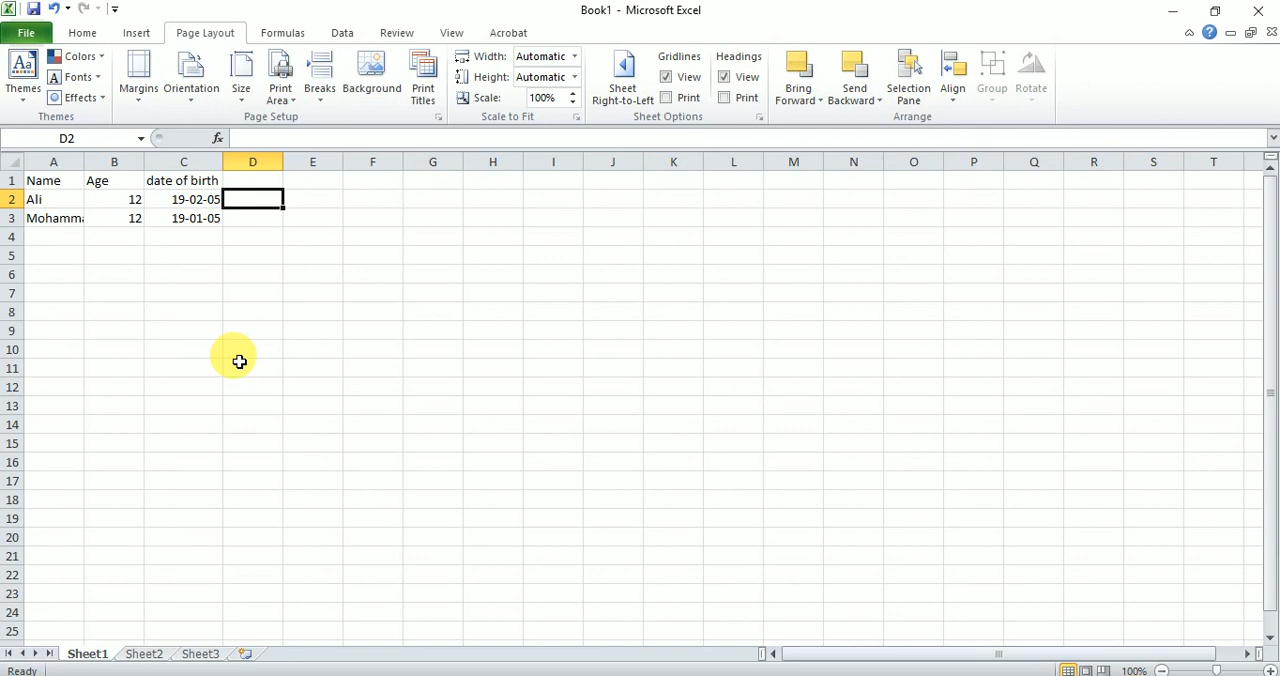 Book1 - Microsoft Excel
File Home Insert Page Layout Formulas Data Review View Acrobat
Themes Colors Fonts Effects Themes
Margins Orientation Size Print Area Breaks Background Print Titles Page Setup
Width: Automatic
Height: Automatic
Scale: 100%
Scale to Fit
Sheet Right-to-Left
Gridlines Headings
View View
Print Print
Sheet Options
Bring Forward Send Backward Selection Pane Align Group Rotate
Arrange
D2 fx
A B C D E F G H I J K L M N O P Q R S T
1 Name Age date of birth
2 Ali 12 19-02-05
3 Mohamma 12 19-01-05
4
5
6
7
8
9
10
11
12
13
14
15
16
17
18
19
20
21
22
23
24
25
Sheet1 Sheet2 Sheet3
Ready 100%